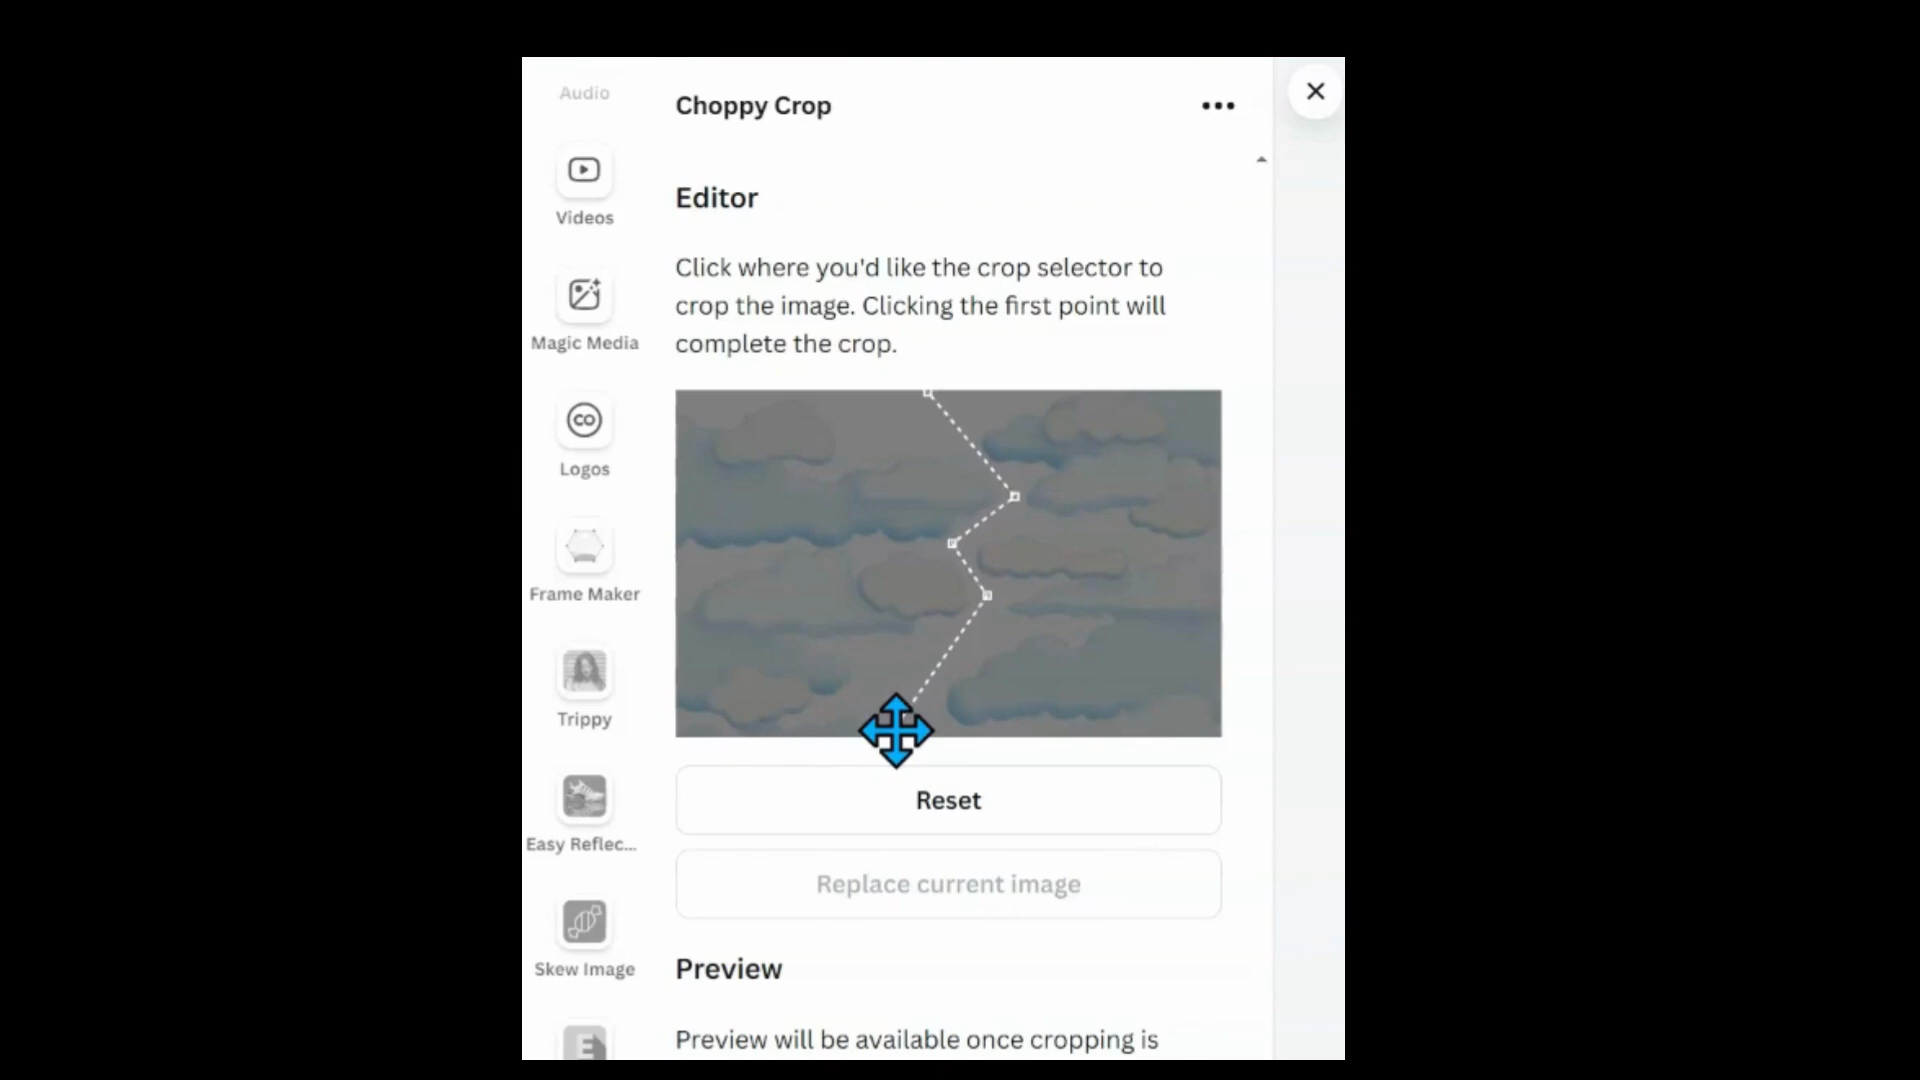 Audio
Videos
Magic Media
CO
Logos
Frame Maker
Trippy
Easy Reflec...
Skew Image
Choppy Crop
Editor
Click where you'd like the crop selector to
crop the image. Clicking the first point will
complete the crop.
Reset
Replace current image
Preview
Preview will be available once cropping is